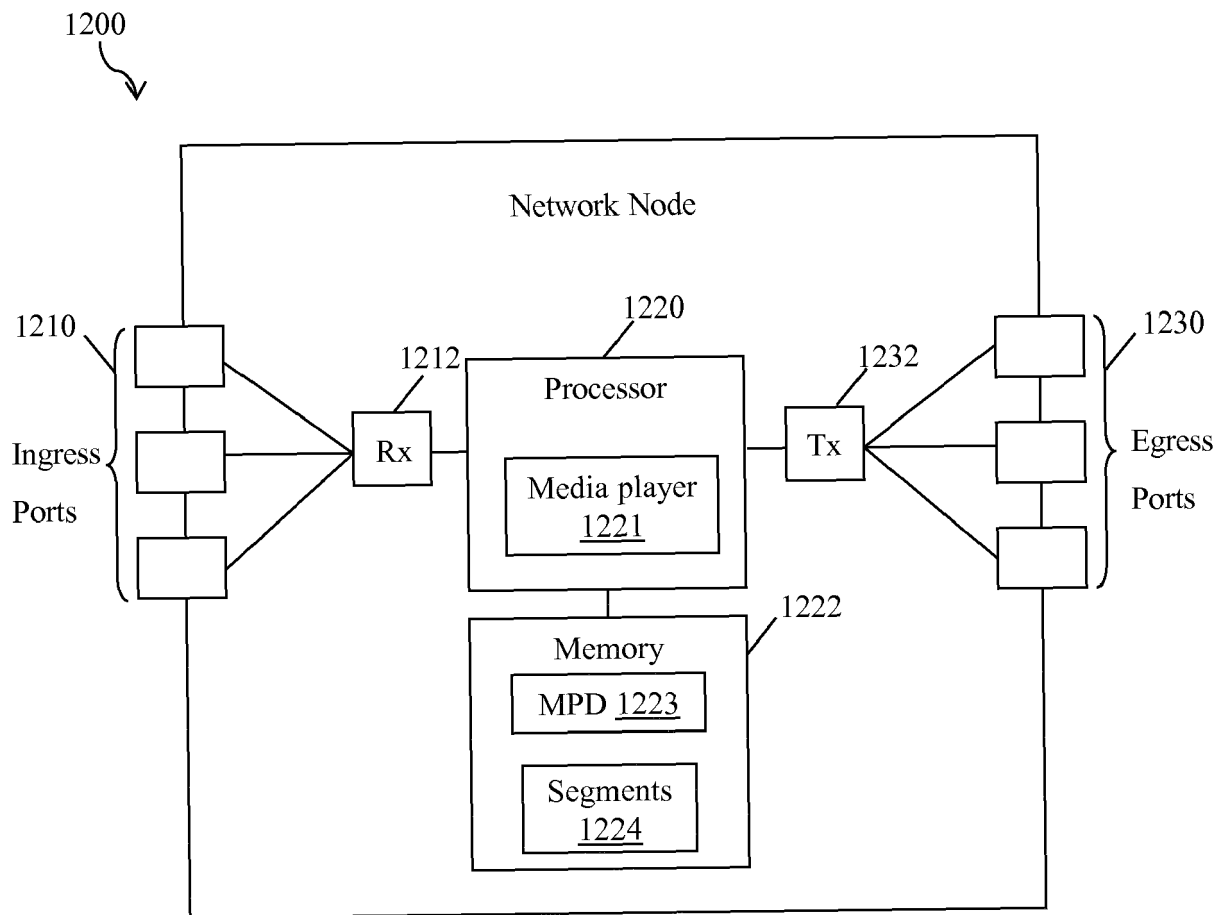 1200
Network Node
1210
1220
1230
1212
1232
Processor
Rx
Tx
Ingress
Ports
Egress
Ports
Media player
1221
1222
Memory
MPD 1223
Segments
1224